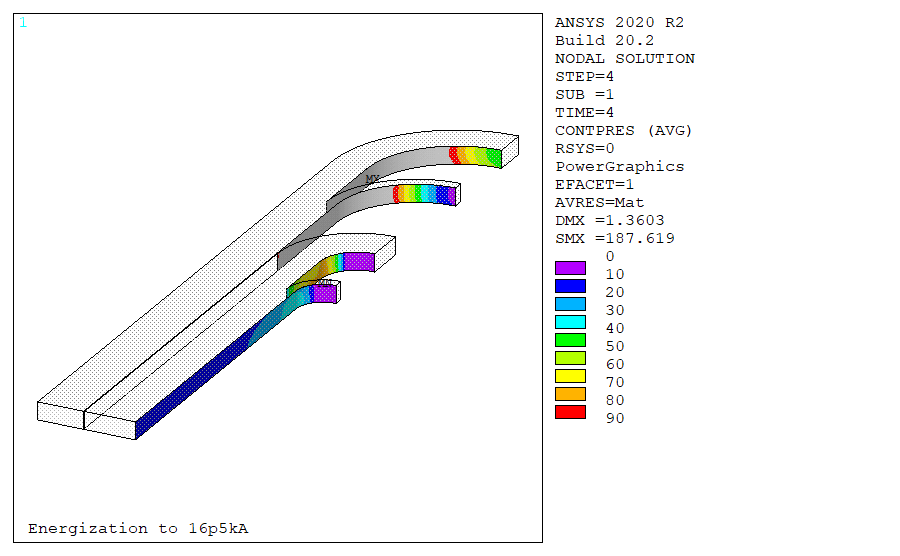 1
ANSYS 2020 R2
Build 20.2
NODAL SOLUTION
STEP=4
SUB =1
TIME=4
CONTPRES (AVG)
RSYS=0
PowerGraphics
EFACET=1
AVRES=Mat
DMX =1.3603
SMX =187.619
0
10
20
30
40
50
60
70
80
90
MX
Energization to 16p5kA